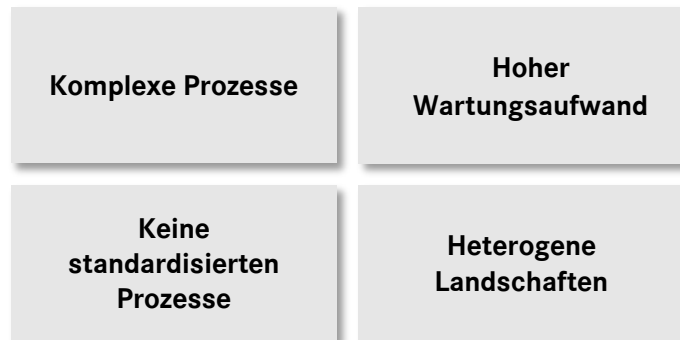 Komplexe Prozesse
Hoher
Wartungsaufwand
Keine
standardisierten
Prozesse
Heterogene
Landschaften